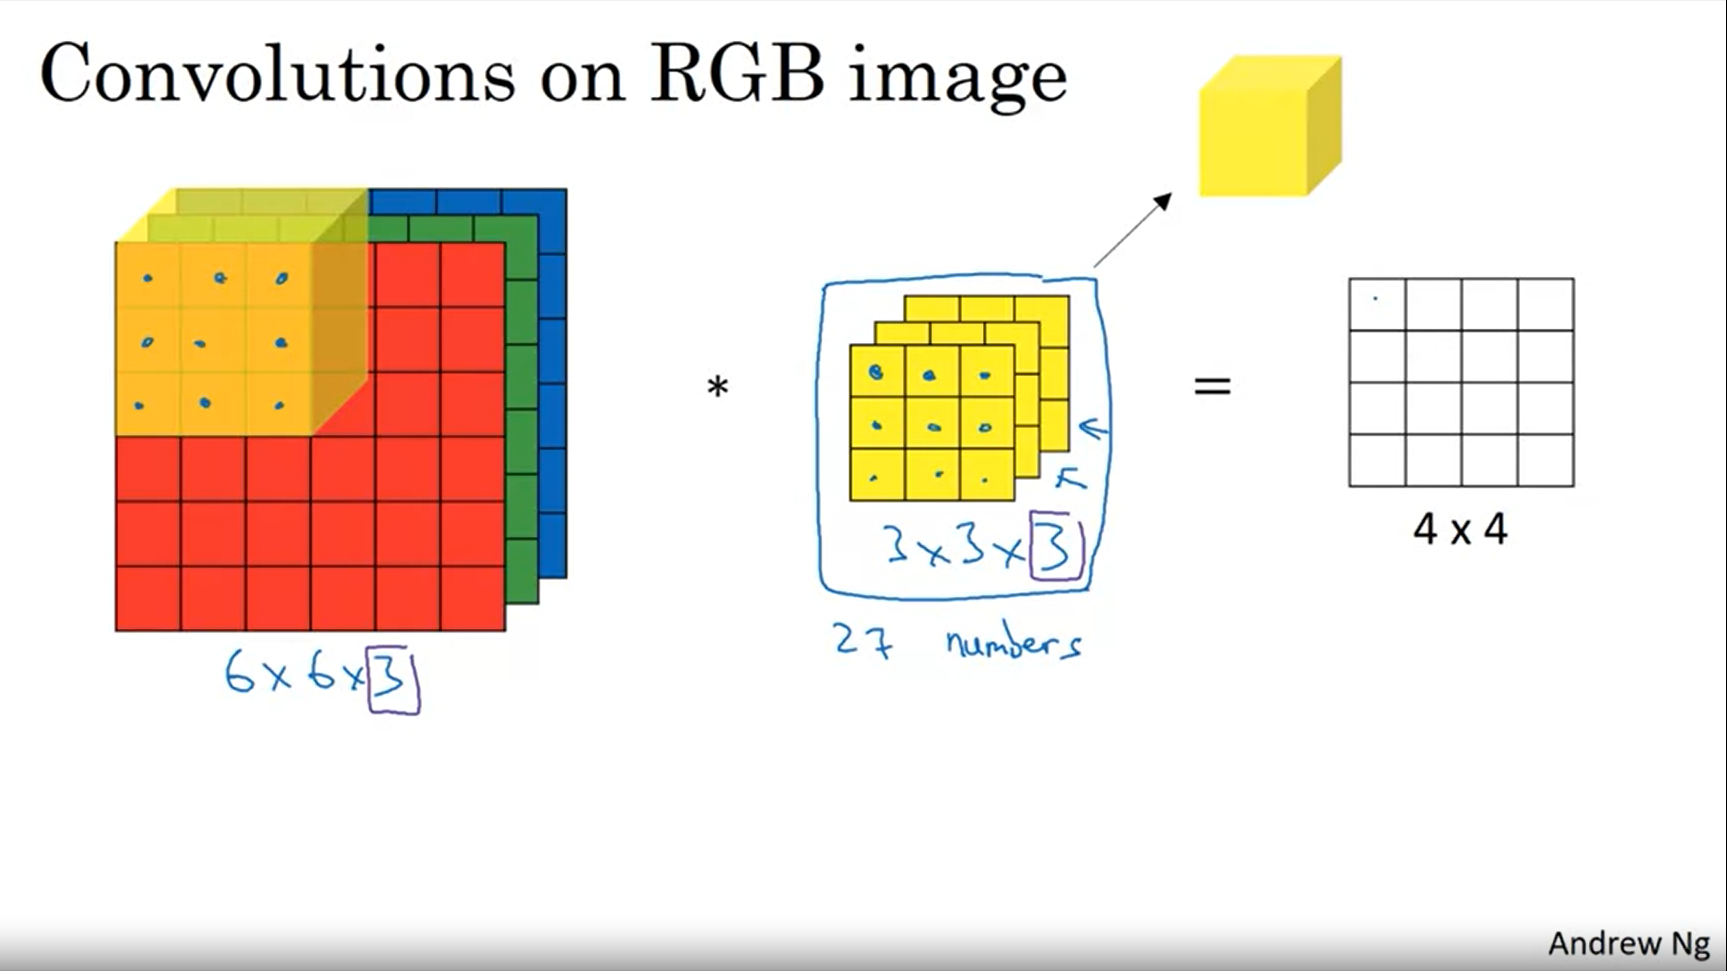 Convolutions on RGB image
*
=
3x3x3
4 x 4
27 numbers
6x6x3
Andrew Ng